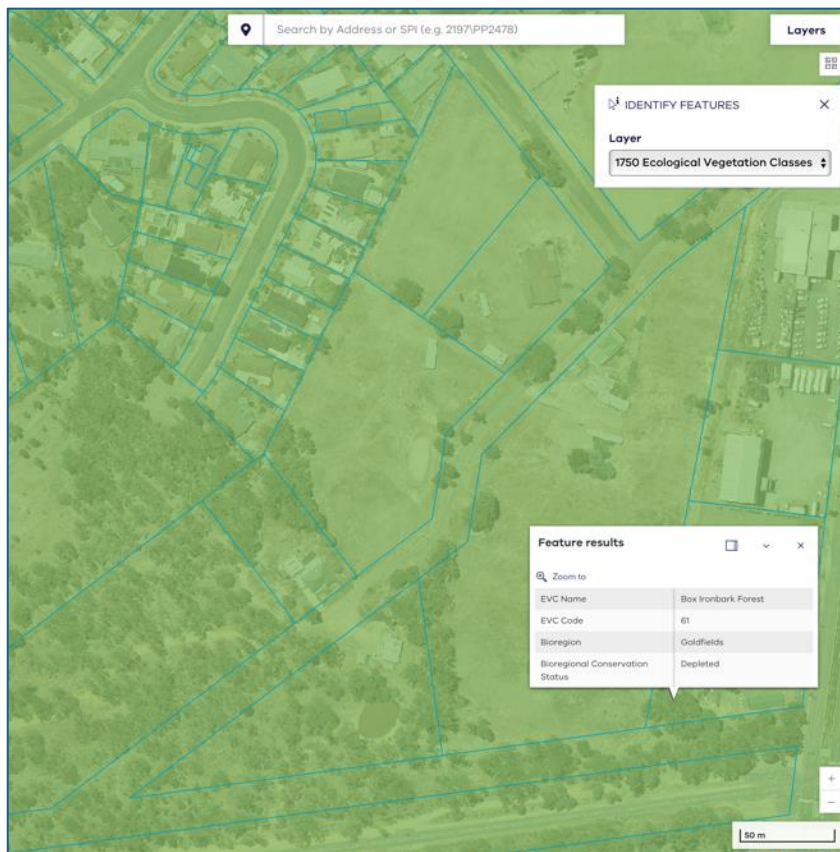 Search by Address or SPI (e.g. 2197\PP2478)
Layers
IDENTIFY FEATURES
Layer
1750 Ecological Vegetation Classes
Feature results
Zoom to
EVC Name Box Ironbark Forest
EVC Code 61
Bioregion Goldfields
Bioregional Conservation Depleted
Status
50 m